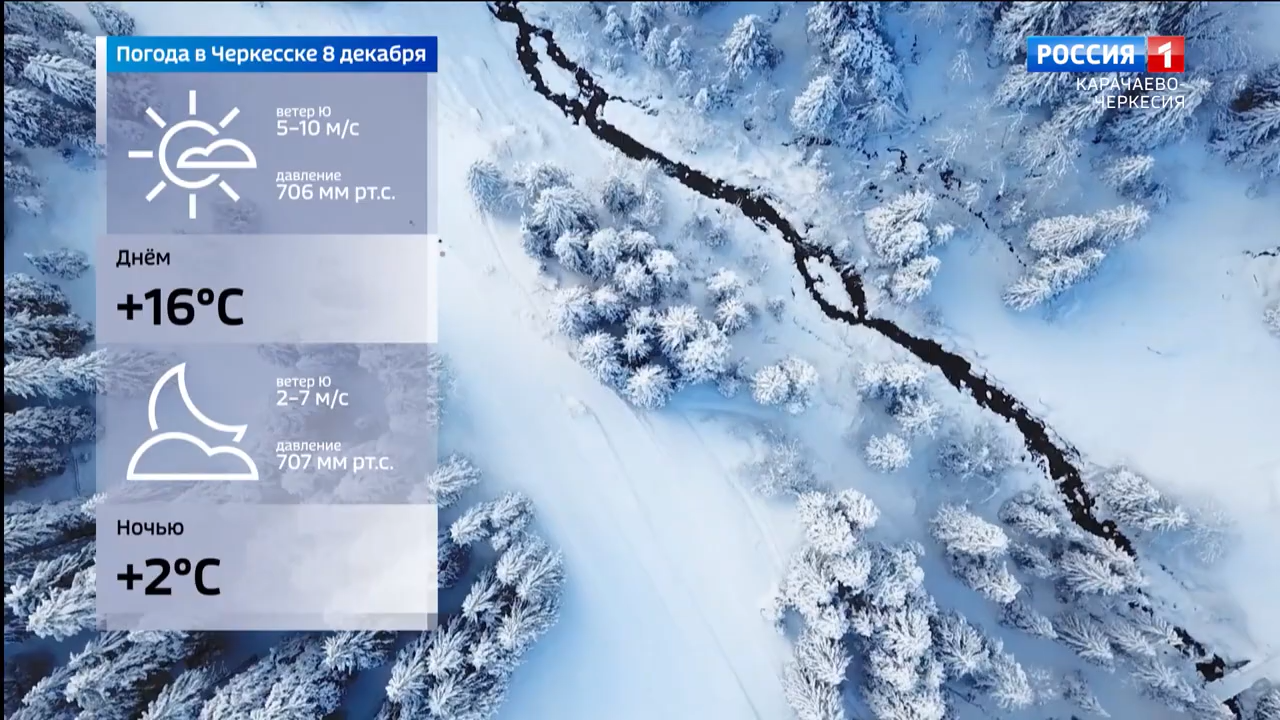 Погода в Черкесске 8 декабря
РОССИЯ 1
КАРАЧАЕВО-
ЧЕРКЕСИЯ
ветер Ю
5-10 м/с
давление
706 мм рт.с.
Днём
+16°C
ветер Ю
2-7 м/с
давление
707 мм рт.с.
Ночью
+2°C